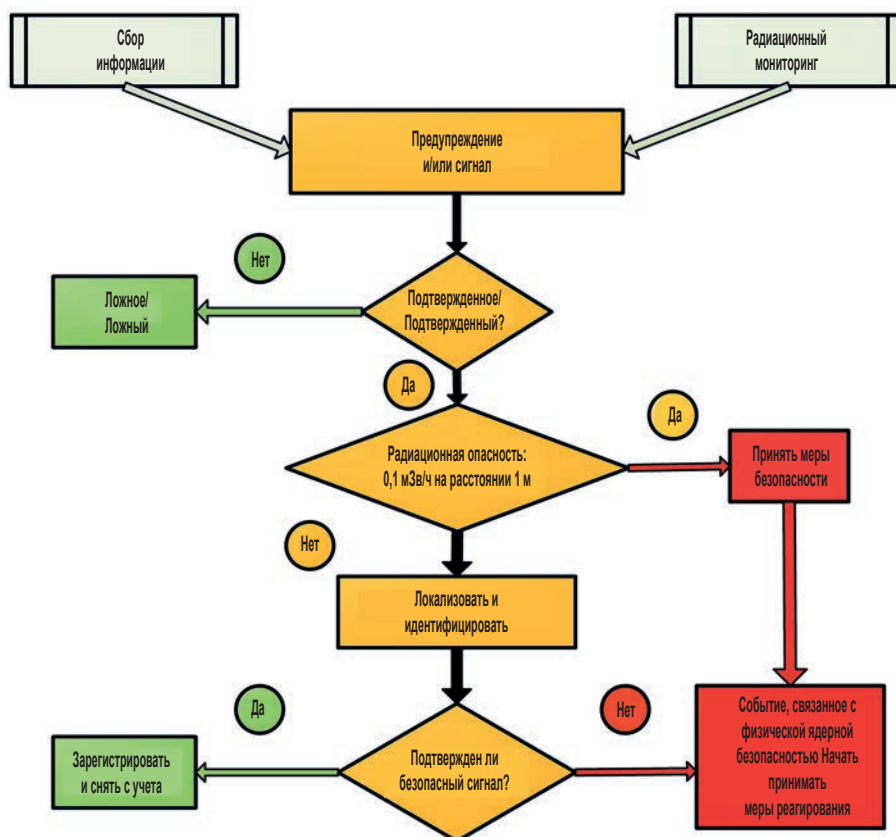 Сбор
информации
Радиационный
мониторинг
Предупреждение
и/или сигнал
Нет
Ложное/
Ложный
Подтвержденное/
Подтвержденный?
Да
Да
Радиационная опасность:
0,1 мЗв/ч на расстоянии 1 м
Принять меры
безопасности
Нет
Локализовать и
идентифицировать
Да
Нет
Зарегистрировать
и снять с учета
Подтвержден ли
безопасный сигнал?
Событие, связанное с
физической ядерной
безопасностью Начать
принимать
меры реагирования